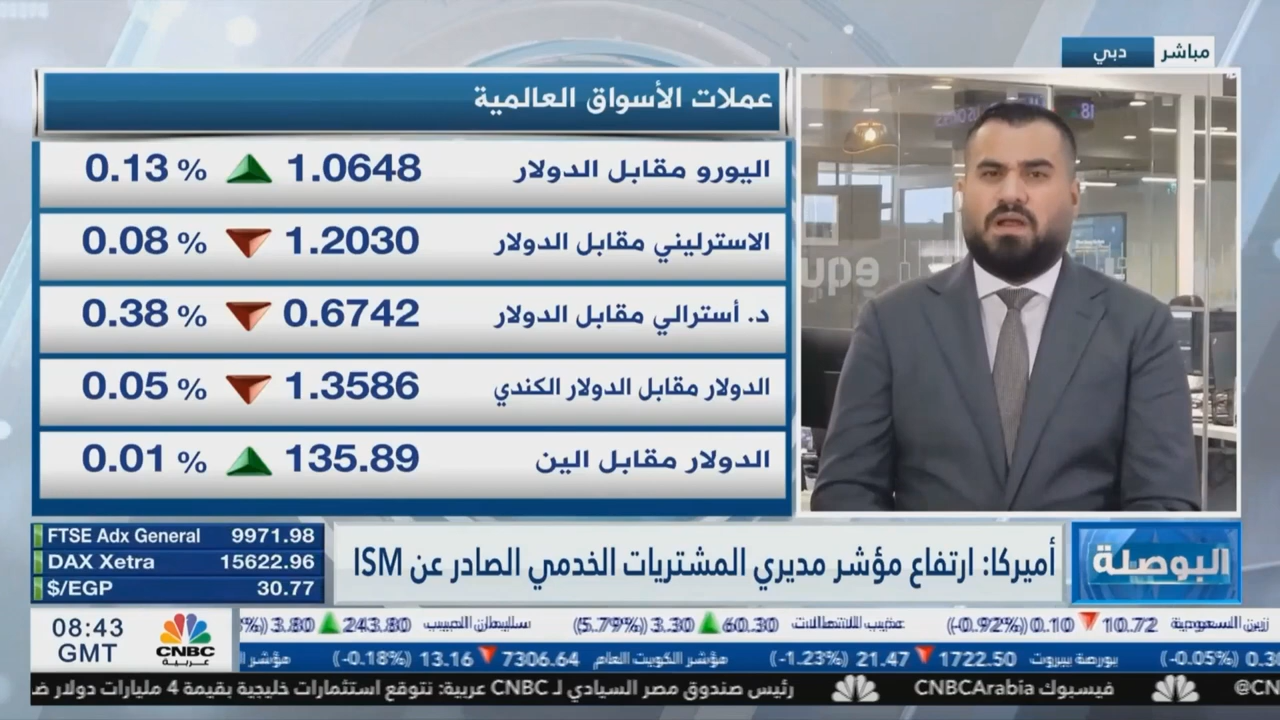 مباشر دبي
عملات الأسواق العالمية
اليورو مقابل الدولار 1.0648 ▲ 0.13 %
الاسترليني مقابل الدولار 1.2030 ▼ 0.08 %
د. أسترالي مقابل الدولار 0.6742 ▼ 0.38 %
الدولار مقابل الدولار الكندي 1.3586 ▼ 0.05 %
الدولار مقابل الين 135.89 ▲ 0.01 %
البوصلة
أميركا: ارتفاع مؤشر مديري المشتريات الخدمي الصادر عن ISM
FTSE Adx General 9971.98
DAX Xetra 15622.96
$/EGP 30.77
08:43
GMT
CNBC
عربية
زين السعودية 10.72 ▼ 0.10 (-0.92%) 60.30 ▲ 3.30 (5.79%) سليمان الحبيب 243.80 ▲ 3.80
(-0.05%) بورصة بيروت 1722.50 ▼ 21.47 (-1.23%) مؤشر الكويت العام 7306.64 ▼ 13.16 (-0.18%) مؤشر
فيسبوك CNBCArabia رئيس صندوق مصر السيادي لـ CNBC عربية: نتوقع استثمارات خليجية بقيمة 4 مليارات دولار